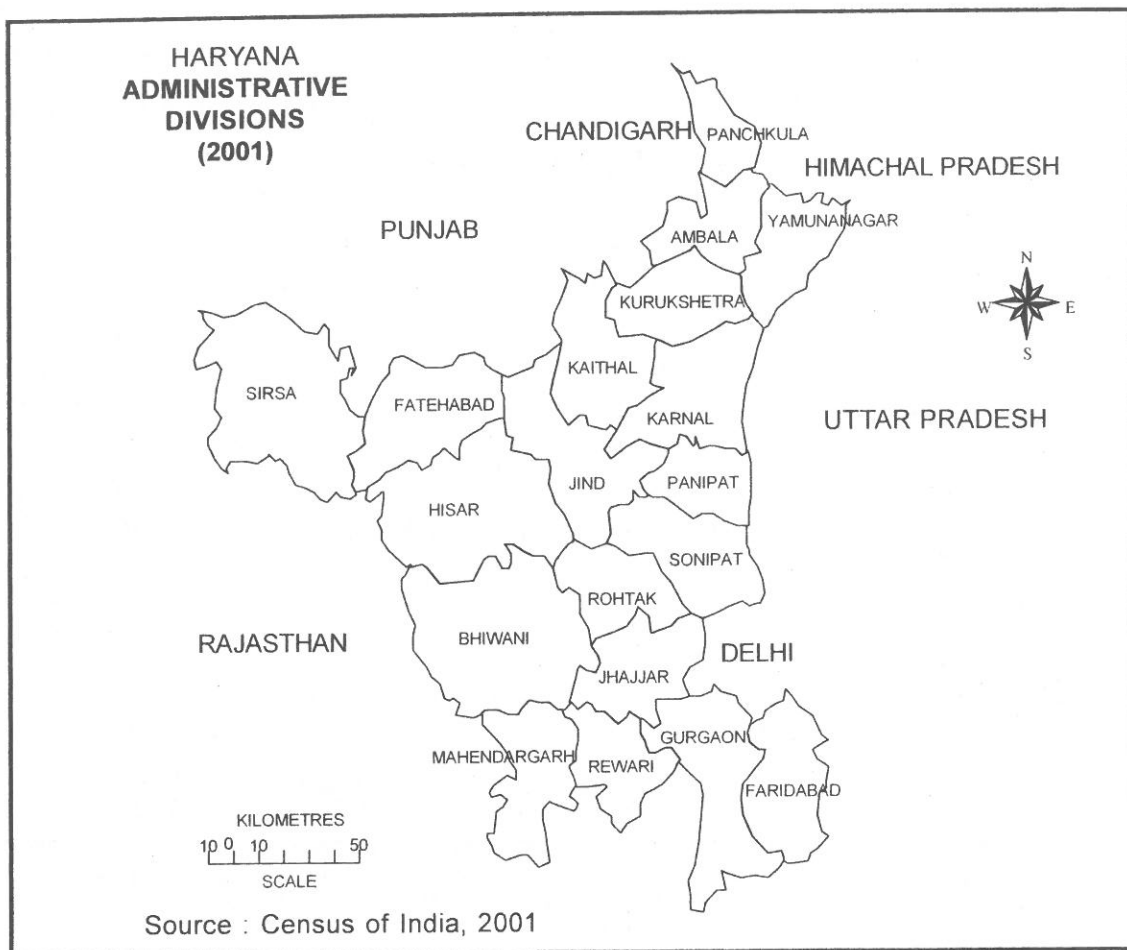 HARYANA
ADMINISTRATIVE
DIVISIONS
(2001)
CHANDIGARH
PANCHKULA
HIMACHAL PRADESH
PUNJAB
AMBALA
YAMUNANAGAR
N
W E
S
KURUKSHETRA
KAITHAL
SIRSA
FATEHABAD
KARNAL
UTTAR PRADESH
JIND
PANIPAT
HISAR
SONIPAT
ROHTAK
RAJASTHAN
BHIWANI
DELHI
JHAJJAR
GURGAON
MAHENDARGARH
REWARI
FARIDABAD
KILOMETRES
10 0 10 50
SCALE
Source : Census of India, 2001